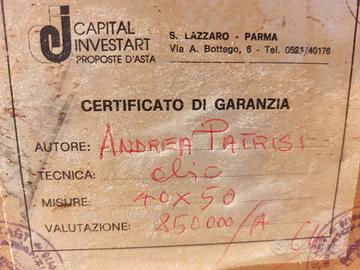 CAPITAL
INVESTART
PROPOSTE D'ASTA
S. LAZZARO - PARMA
Via A. Bottego, 6 - Tel. 0521/40176
CERTIFICATO DI GARANZIA
AUTORE: ANDREA PATRISI
TECNICA: olio
MISURE: 40x50
VALUTAZIONE: 850000/A